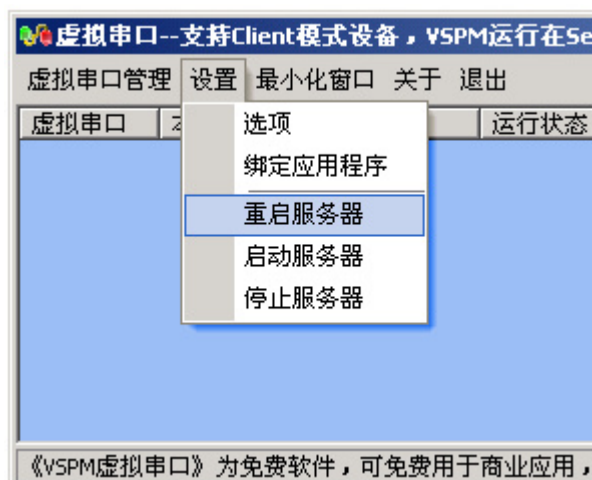 虚拟串口--支持Client模式设备，VSPM运行在Se
虚拟串口管理 设置 最小化窗口 关于 退出
虚拟串口 运行状态
选项
绑定应用程序
重启服务器
启动服务器
停止服务器
《VSPM虚拟串口》为免费软件，可免费用于商业应用，